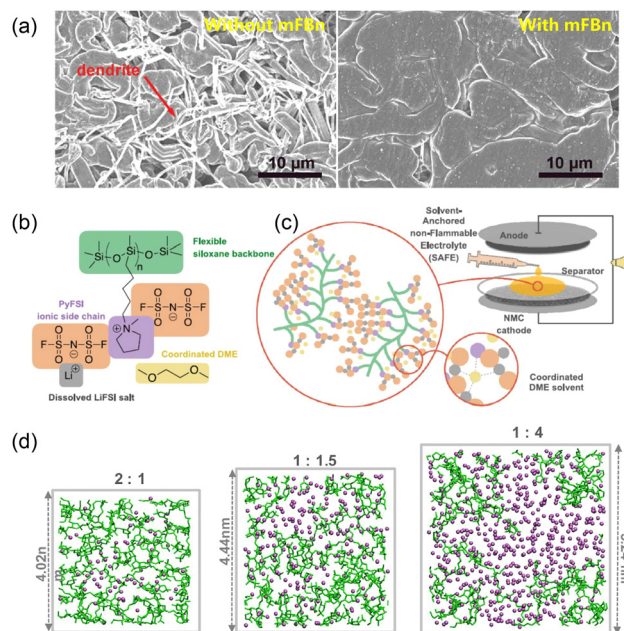 (a)
Without mFBn
With mFBn
dendrite
10 μm
10 μm
(b)
Flexible
siloxane backbone
Si
O
Si
O
Si
n
PyFSI
ionic side chain
F
O
S
O
N
O
S
O
F
F
O
S
O
N
O
S
O
F
N
Li
+
Coordinated DME
O
O
Dissolved LiFSI salt
(c)
Solvent-
Anchored
non-Flammable
Electrolyte
(SAFE)
Anode
Separator
NMC
cathode
Coordinated
DME solvent
(d)
2 : 1
1 : 1.5
1 : 4
4.02n
4.44nm